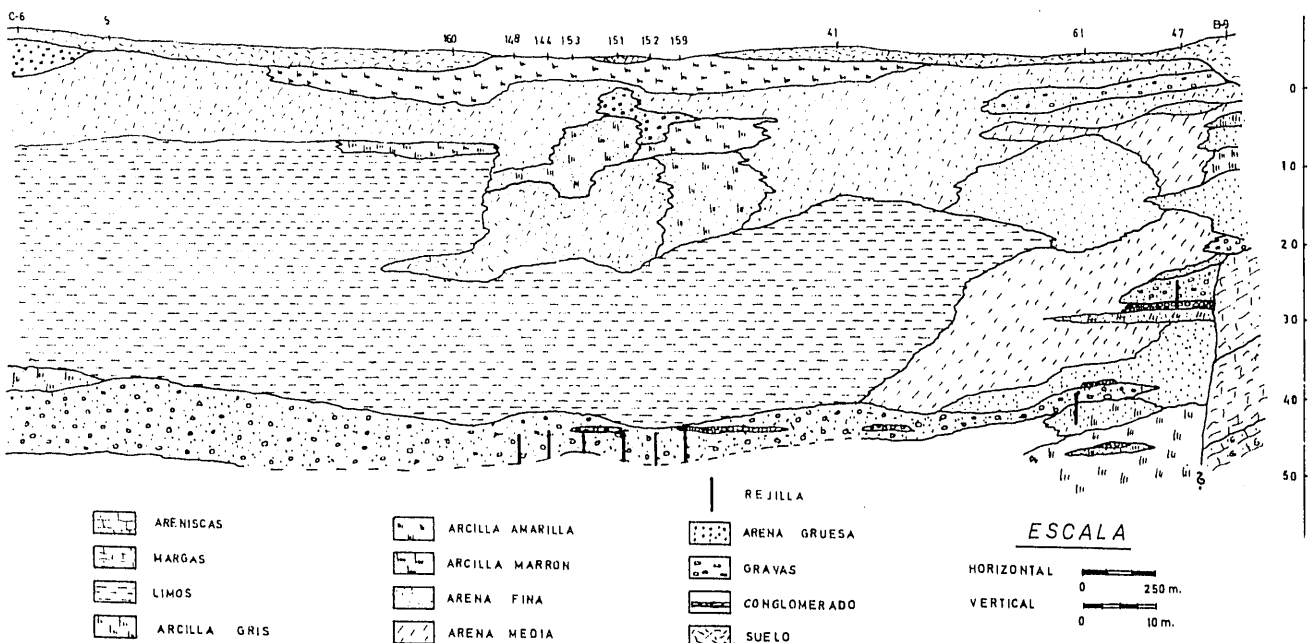 C-6
5
160
148
144
153
151
152
159
41
61
47
0
10
20
30
40
50
ARENISCAS
MARGAS
LIMOS
ARCILLA GRIS
ARCILLA AMARILLA
ARCILLA MARRON
ARENA FINA
ARENA MEDIA
REJILLA
ARENA GRUESA
GRAVAS
CONGLOMERADO
SUELO
ESCALA
HORIZONTAL
0 250 m.
VERTICAL
0 10 m.